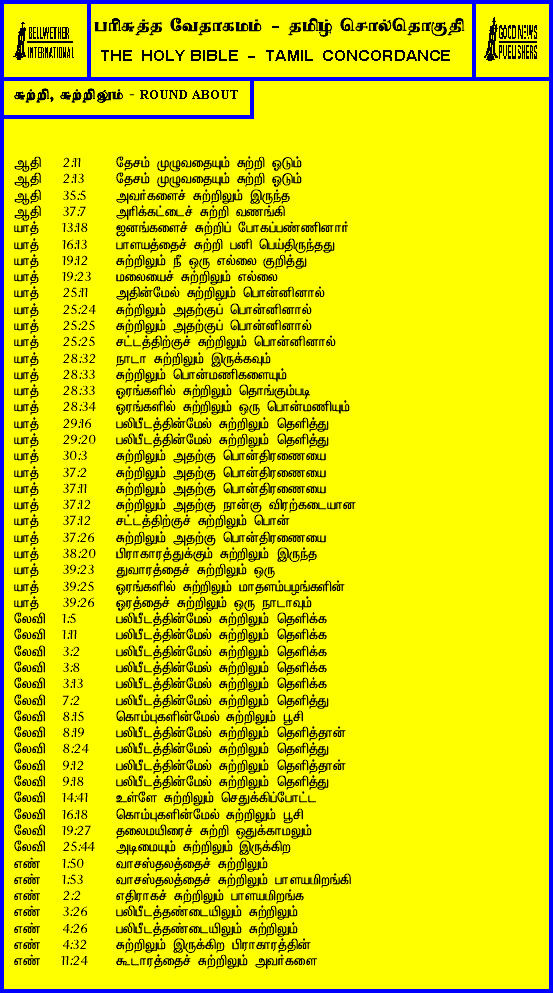 BELLWETHER
INTERNATIONAL
பரிசுத்த வேதாகமம் - தமிழ் சொல்தொகுதி
THE HOLY BIBLE - TAMIL CONCORDANCE
GOOD NEWS
PUBLISHERS
சுற்றி, சுற்றிலும் - ROUND ABOUT
ஆதி 2:11 தேசம் முழுவதையும் சுற்றி ஓடும்
ஆதி 2:13 தேசம் முழுவதையும் சுற்றி ஓடும்
ஆதி 35:5 அவர்களைச் சுற்றிலும் இருந்த
ஆதி 37:7 அரிக்கட்டைச் சுற்றி வணங்கி
யாத் 13:18 ஜனங்களைச் சுற்றிப் போகப்பண்ணினார்
யாத் 16:13 பாளயத்தைச் சுற்றி பனி பெய்திருந்தது
யாத் 19:12 சுற்றிலும் நீ ஒரு எல்லை குறித்து
யாத் 19:23 மலையைச் சுற்றிலும் எல்லை
யாத் 25:11 அதின்மேல் சுற்றிலும் பொன்னினால்
யாத் 25:24 சுற்றிலும் அதற்குப் பொன்னினால்
யாத் 25:25 சுற்றிலும் அதற்குப் பொன்னினால்
யாத் 25:25 சட்டத்திற்குச் சுற்றிலும் பொன்னினால்
யாத் 28:32 நாடா சுற்றிலும் இருக்கவும்
யாத் 28:33 சுற்றிலும் பொன்மணிகளையும்
யாத் 28:33 ஓரங்களில் சுற்றிலும் தொங்கும்படி
யாத் 28:34 ஓரங்களில் சுற்றிலும் ஒரு பொன்மணியும்
யாத் 29:16 பலிபீடத்தின்மேல் சுற்றிலும் தெளித்து
யாத் 29:20 பலிபீடத்தின்மேல் சுற்றிலும் தெளித்து
யாத் 30:3 சுற்றிலும் அதற்கு பொன்திரணையை
யாத் 37:2 சுற்றிலும் அதற்கு பொன்திரணையை
யாத் 37:11 சுற்றிலும் அதற்கு பொன்திரணையை
யாத் 37:12 சுற்றிலும் அதற்கு நான்கு விரற்கடையான
யாத் 37:12 சட்டத்திற்குச் சுற்றிலும் பொன்
யாத் 37:26 சுற்றிலும் அதற்கு பொன்திரணையை
யாத் 38:20 பிராகாரத்துக்கும் சுற்றிலும் இருந்த
யாத் 39:23 துவாரத்தைச் சுற்றிலும் ஒரு
யாத் 39:25 ஓரங்களில் சுற்றிலும் மாதளம்பழங்களின்
யாத் 39:26 ஓரத்தைச் சுற்றிலும் ஒரு நாடாவும்
லேவி 1:5 பலிபீடத்தின்மேல் சுற்றிலும் தெளிக்க
லேவி 1:11 பலிபீடத்தின்மேல் சுற்றிலும் தெளிக்க
லேவி 3:2 பலிபீடத்தின்மேல் சுற்றிலும் தெளிக்க
லேவி 3:8 பலிபீடத்தின்மேல் சுற்றிலும் தெளிக்க
லேவி 3:13 பலிபீடத்தின்மேல் சுற்றிலும் தெளிக்க
லேவி 7:2 பலிபீடத்தின்மேல் சுற்றிலும் தெளித்து
லேவி 8:15 கொம்புகளின்மேல் சுற்றிலும் பூசி
லேவி 8:19 பலிபீடத்தின்மேல் சுற்றிலும் தெளித்தான்
லேவி 8:24 பலிபீடத்தின்மேல் சுற்றிலும் தெளித்து
லேவி 9:12 பலிபீடத்தின்மேல் சுற்றிலும் தெளித்தான்
லேவி 9:18 பலிபீடத்தின்மேல் சுற்றிலும் தெளித்து
லேவி 14:41 உள்ளே சுற்றிலும் செதுக்கிப்போட்ட
லேவி 16:18 கொம்புகளின்மேல் சுற்றிலும் பூசி
லேவி 19:27 தலைமயிரைச் சுற்றி ஒதுக்காமலும்
லேவி 25:44 அடிமையும் சுற்றிலும் இருக்கிற
எண் 1:50 வாசஸ்தலத்தைச் சுற்றிலும்
எண் 1:53 வாசஸ்தலத்தைச் சுற்றிலும் பாளயமிறங்கி
எண் 2:2 எதிராகச் சுற்றிலும் பாளயமிறங்க
எண் 3:26 பலிபீடத்தண்டையிலும் சுற்றிலும்
எண் 4:26 பலிபீடத்தண்டையிலும் சுற்றிலும்
எண் 4:32 சுற்றிலும் இருக்கிற பிராகாரத்தின்
எண் 11:24 கூடாரத்தைச் சுற்றிலும் அவர்களை